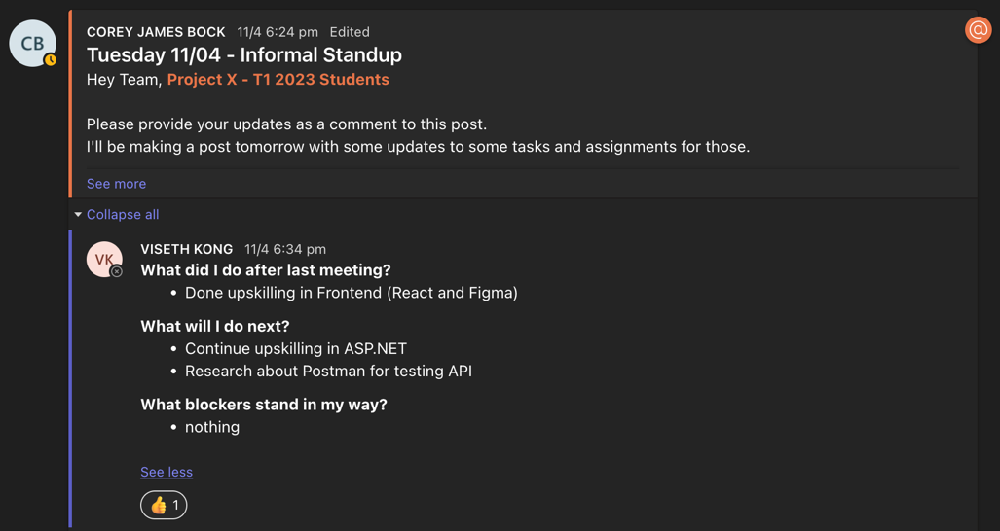 CB
COREY JAMES BOCK 11/4 6:24 pm Edited
@
Tuesday 11/04 - Informal Standup
Hey Team, Project X - T1 2023 Students
Please provide your updates as a comment to this post.
I'll be making a post tomorrow with some updates to some tasks and assignments for those.
See more
Collapse all
VK
VISETH KONG 11/4 6:34 pm
What did I do after last meeting?
• Done upskilling in Frontend (React and Figma)
What will I do next?
• Continue upskilling in ASP.NET
• Research about Postman for testing API
What blockers stand in my way?
• nothing
See less
👍 1